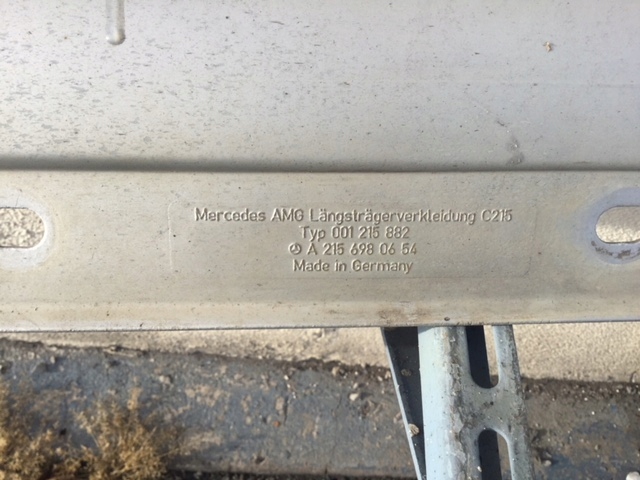 Mercedes AMG Längsträgerverkleidung C215
Typ 001 215 882
A 215 698 06 54
Made in Germany